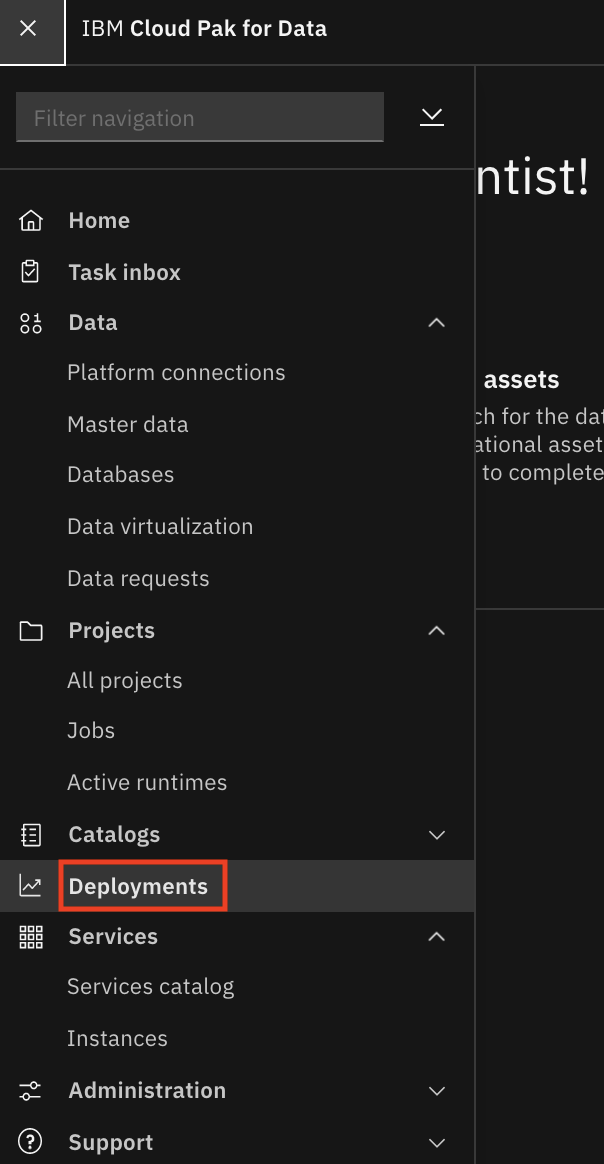 IBM Cloud Pak for Data
Filter navigation
ntist!
Home
Task inbox
Data
Platform connections
assets
ch for the dat
Master data
ational asset
Databases
to complete
Data virtualization
Data requests
Projects
All projects
Jobs
Active runtimes
Catalogs
Deployments
Services
Services catalog
Instances
Administration
Support